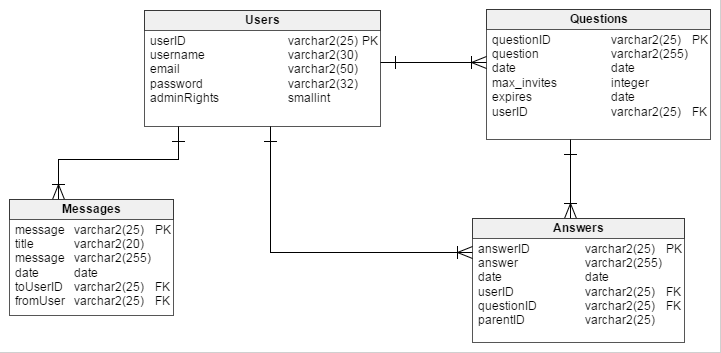 Users
userID varchar2(25) PK
username varchar2(30)
email varchar2(50)
password varchar2(32)
adminRights smallint
Questions
questionID varchar2(25) PK
question varchar2(255)
date date
max_invites integer
expires date
userID varchar2(25) FK
Messages
message varchar2(25) PK
title varchar2(20)
message varchar2(255)
date date
toUserID varchar2(25) FK
fromUser varchar2(25) FK
Answers
answerID varchar2(25) PK
answer varchar2(255)
date date
userID varchar2(25) FK
questionID varchar2(25) FK
parentID varchar2(25)